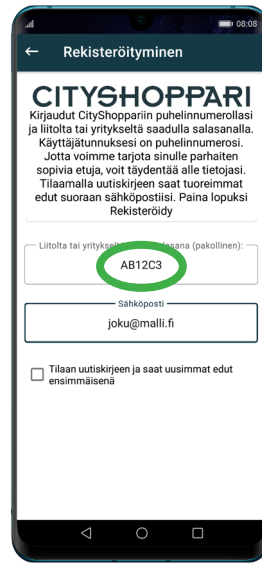 08:08
← Rekisteröityminen
CITYSHOPPARI
Kirjaudut CityShoppariin puhelinnumerollasi
ja liitolta tai yritykseltä saadulla salasanalla.
Käyttäjätunnuksesi on puhelinnumerosi.
Jotta voimme tarjota sinulle parhaiten
sopivia etuja, voit täydentää alle tietojasi.
Tilaamalla uutiskirjeen saat tuoreimmat
edut suoraan sähköpostiisi. Paina lopuksi
Rekisteröidy
Liitolta tai (pakollinen):
AB12C3
Sähköposti
joku@malli.fi
Tilaan uutiskirjeen ja saat uusimmat edut
ensimmäisenä